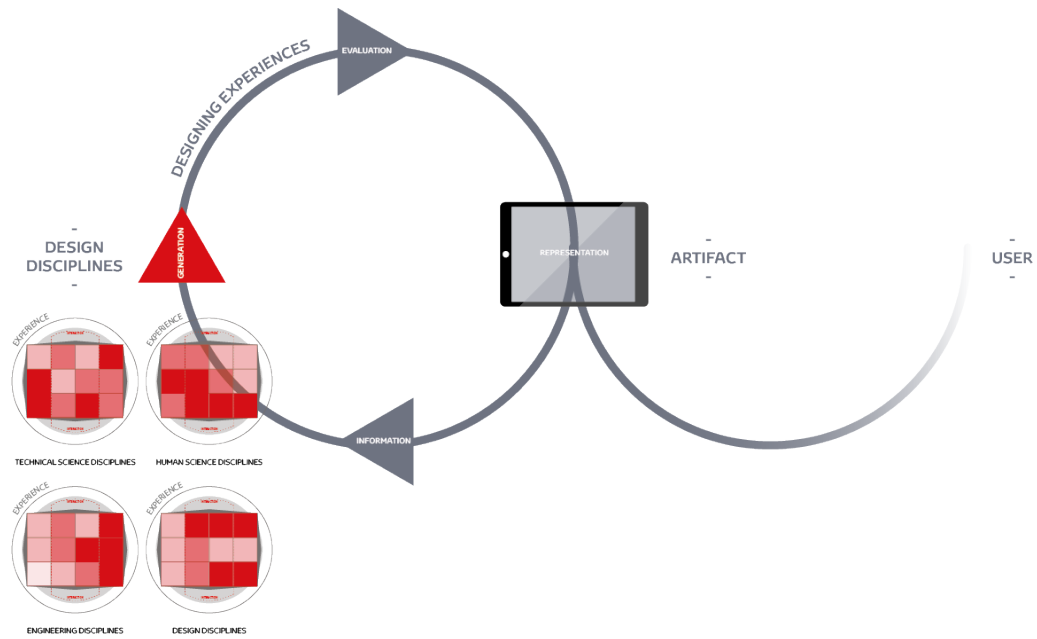 EVALUATION
DESIGNING EXPERIENCES
GENERATION
REPRESENTATION
DESIGN
DISCIPLINES
ARTIFACT
USER
INFORMATION
EXPERIENCE
EXPERIENCE
TECHNICAL SCIENCE DISCIPLINES
HUMAN SCIENCE DISCIPLINES
EXPERIENCE
EXPERIENCE
ENGINEERING DISCIPLINES
DESIGN DISCIPLINES